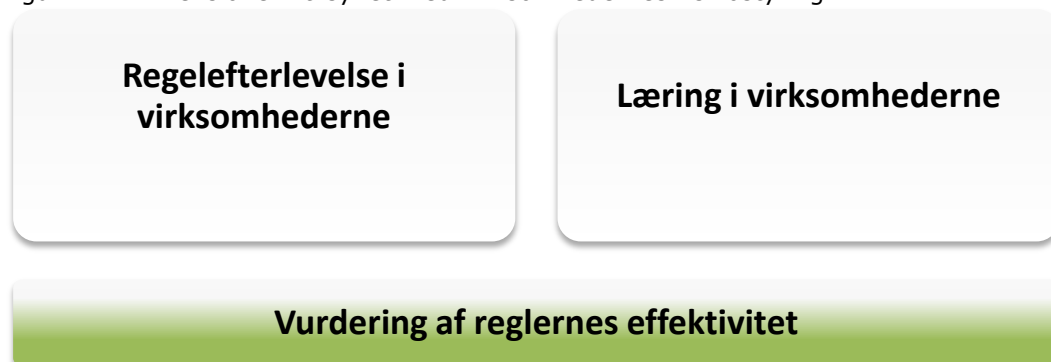 Regelefterlevelse i
virksomhederne
Læring i virksomhederne
Vurdering af reglernes effektivitet